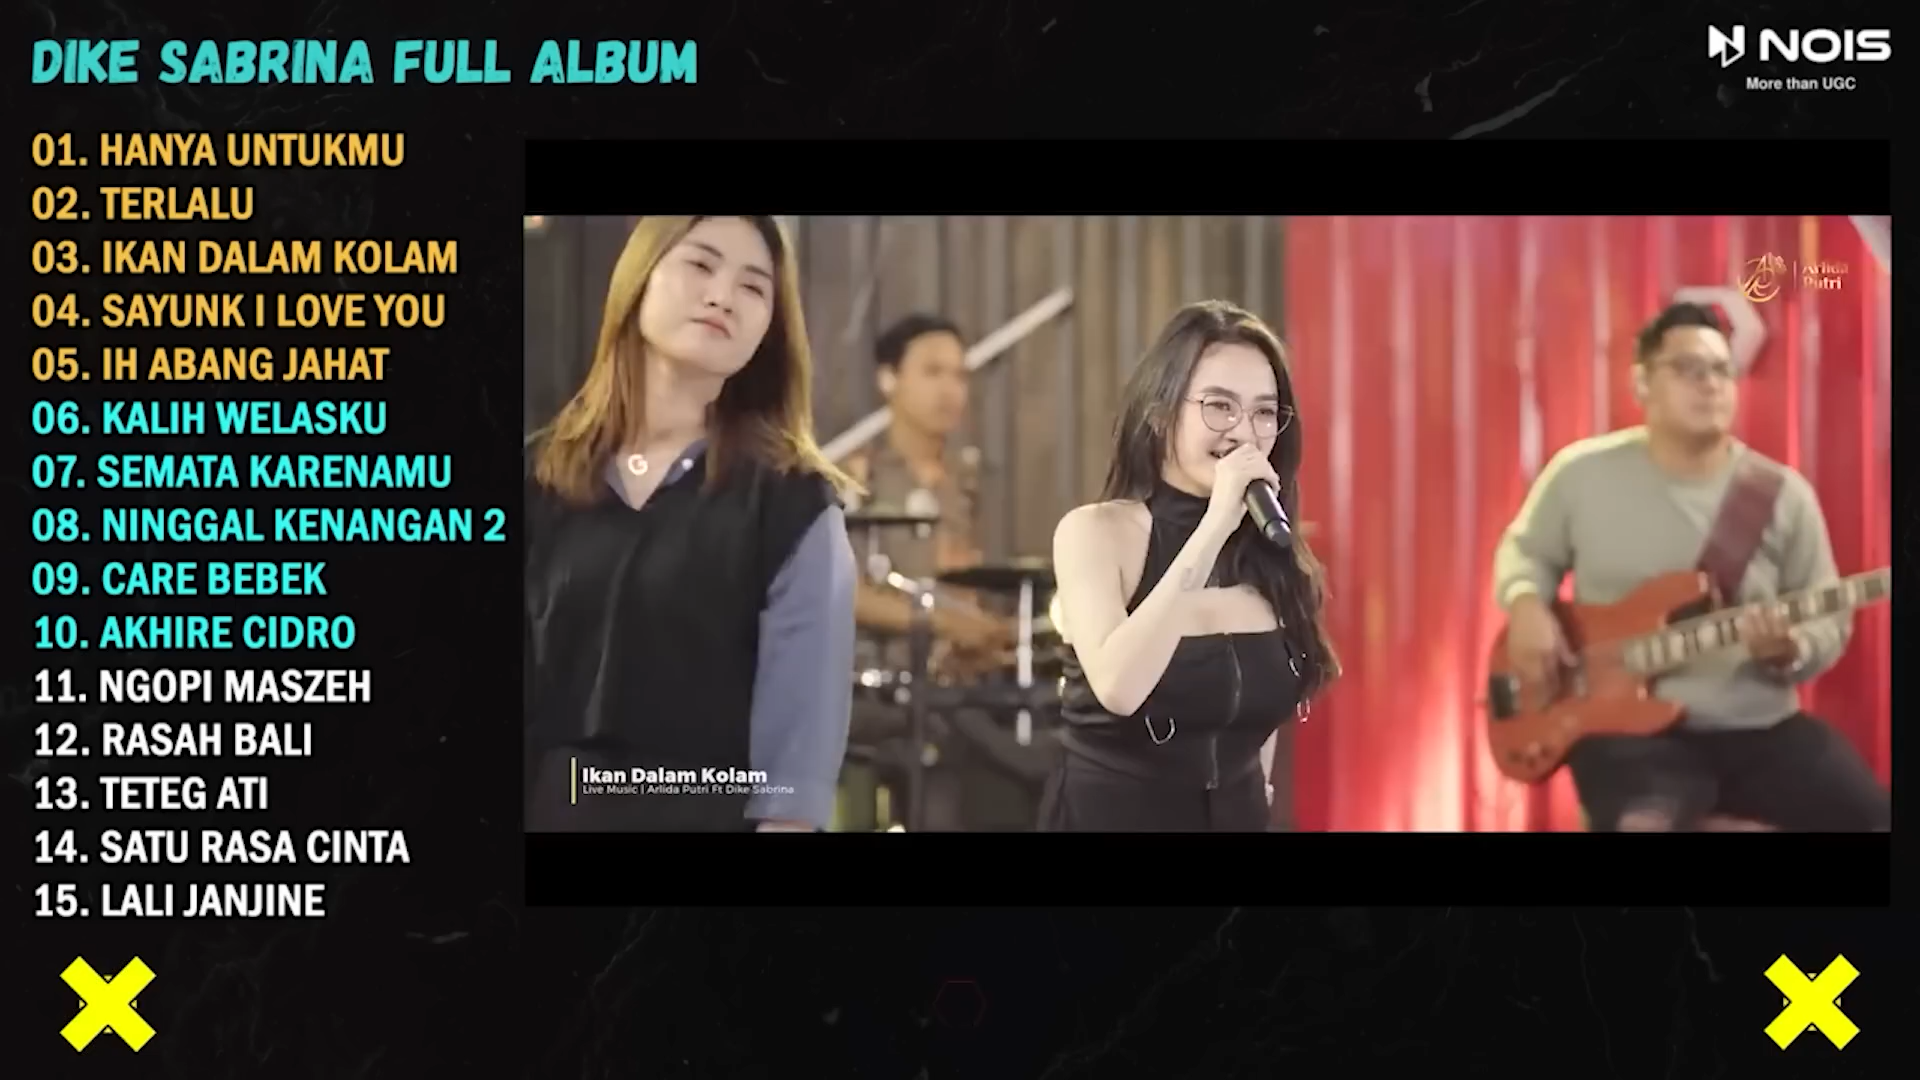 DIKE SABRINA FULL ALBUM
NOIS
More than UGC
01. HANYA UNTUKMU
02. TERLALU
03. IKAN DALAM KOLAM
04. SAYUNK I LOVE YOU
05. IH ABANG JAHAT
06. KALIH WELASKU
07. SEMATA KARENAMU
08. NINGGAL KENANGAN 2
09. CARE BEBEK
10. AKHIRE CIDRO
11. NGOPI MASZEH
12. RASAH BALI
13. TETEG ATI
14. SATU RASA CINTA
15. LALI JANJINE
Arlida
Putri
G
Ikan Dalam Kolam
Live Music | Arlida Putri Ft Dike Sabrina